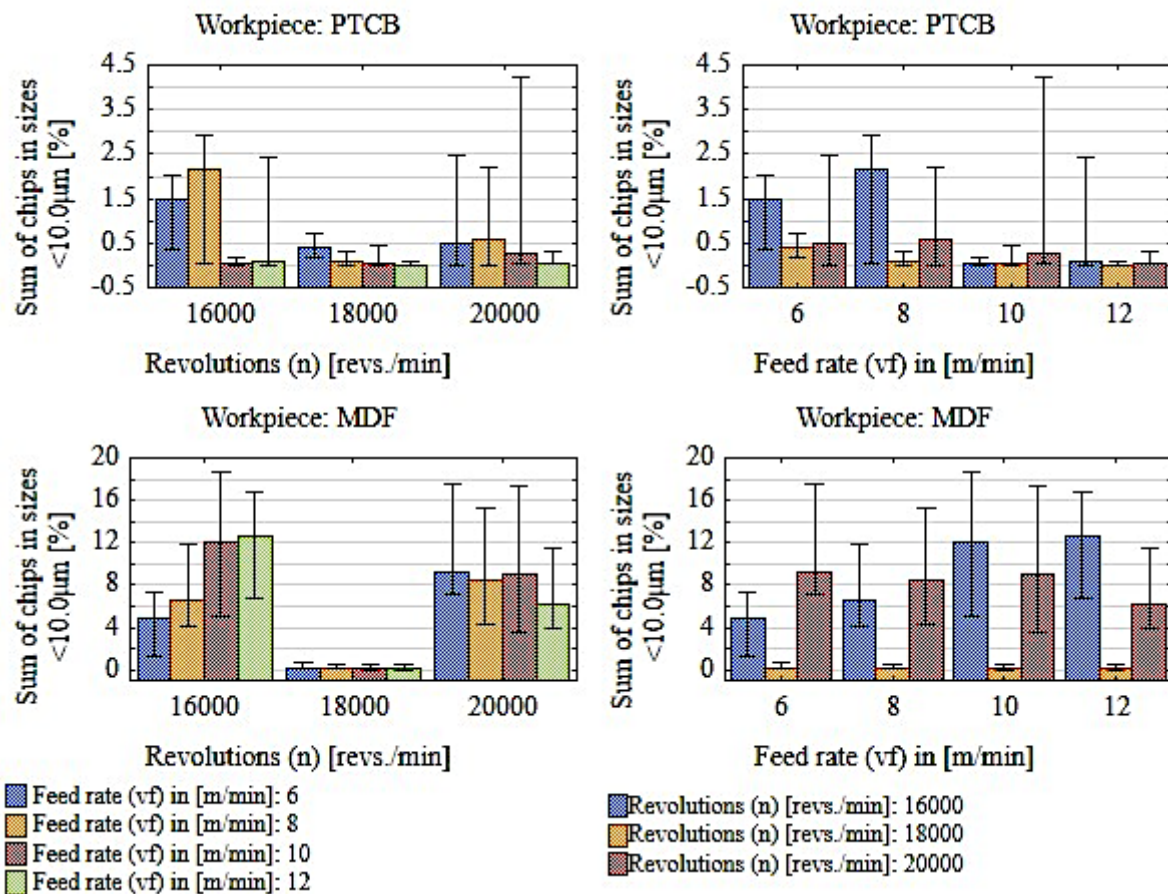 Workpiece: PTCB
Sum of chips in sizes
<10.0µm [%]
4.5
3.5
2.5
1.5
0.5
-0.5
16000 18000 20000
Revolutions (n) [revs./min]
Workpiece: PTCB
Sum of chips in sizes
<10.0µm [%]
4.5
3.5
2.5
1.5
0.5
-0.5
6 8 10 12
Feed rate (vf) in [m/min]
Workpiece: MDF
Sum of chips in sizes
<10.0µm [%]
20
16
12
8
4
0
16000 18000 20000
Revolutions (n) [revs./min]
Workpiece: MDF
Sum of chips in sizes
<10.0µm [%]
20
16
12
8
4
0
6 8 10 12
Feed rate (vf) in [m/min]
Feed rate (vf) in [m/min]: 6
Feed rate (vf) in [m/min]: 8
Feed rate (vf) in [m/min]: 10
Feed rate (vf) in [m/min]: 12
Revolutions (n) [revs./min]: 16000
Revolutions (n) [revs./min]: 18000
Revolutions (n) [revs./min]: 20000